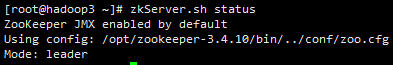 [root@hadoop3 ~]# zkServer.sh status
ZooKeeper JMX enabled by default
Using config: /opt/zookeeper-3.4.10/bin/../conf/zoo.cfg
Mode: leader